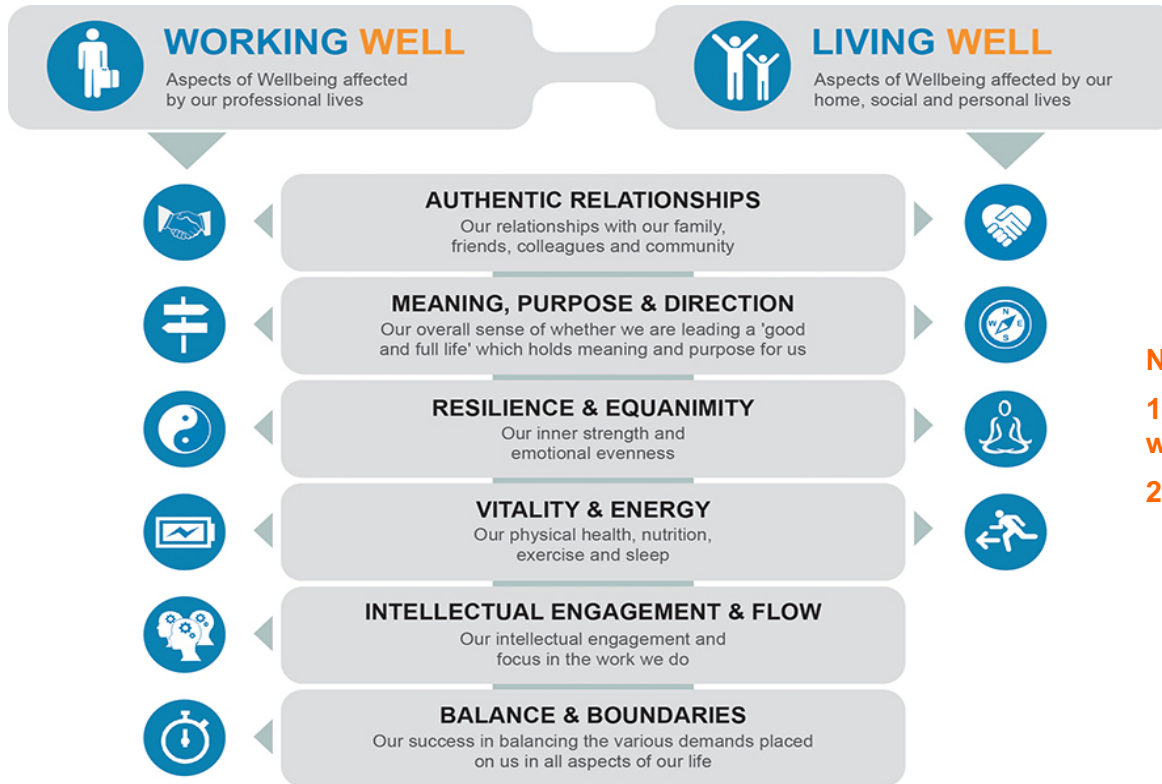 WORKING WELL
Aspects of Wellbeing affected
by our professional lives
LIVING WELL
Aspects of Wellbeing affected by our
home, social and personal lives
AUTHENTIC RELATIONSHIPS
Our relationships with our family,
friends, colleagues and community
MEANING, PURPOSE & DIRECTION
Our overall sense of whether we are leading a 'good
and full life' which holds meaning and purpose for us
N
W E
S
RESILIENCE & EQUANIMITY
Our inner strength and
emotional evenness
VITALITY & ENERGY
Our physical health, nutrition,
exercise and sleep
INTELLECTUAL ENGAGEMENT & FLOW
Our intellectual engagement and
focus in the work we do
BALANCE & BOUNDARIES
Our success in balancing the various demands placed
on us in all aspects of our life
N
1
w
2